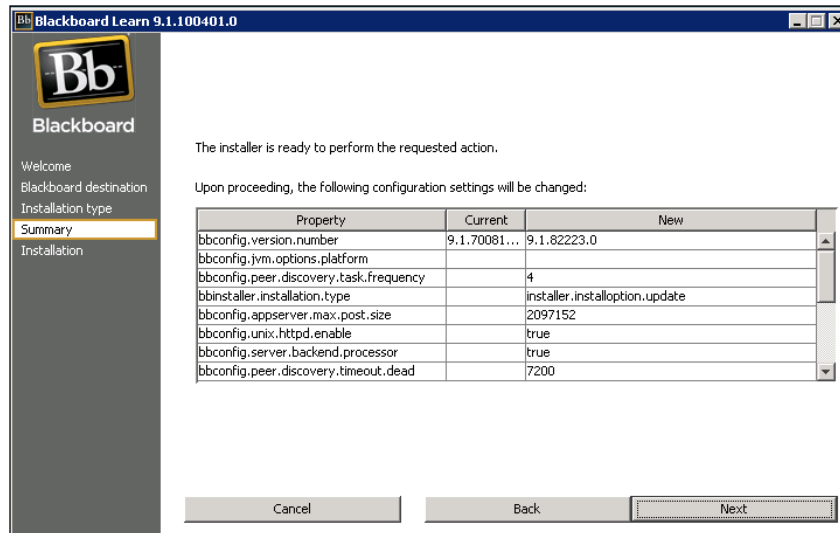 Bb Blackboard Learn 9.1.100401.0
Bb
Blackboard
Welcome
Blackboard destination
Installation type
Summary
Installation
The installer is ready to perform the requested action.
Upon proceeding, the following configuration settings will be changed:
Property Current New
bbconfig.version.number 9.1.70081... 9.1.82223.0
bbconfig.jvm.options.platform
bbconfig.peer.discovery.task.frequency 4
bbinstaller.installation.type installer.installoption.update
bbconfig.appserver.max.post.size 2097152
bbconfig.unix.httpd.enable true
bbconfig.server.backend.processor true
bbconfig.peer.discovery.timeout.dead 7200
Cancel Back Next